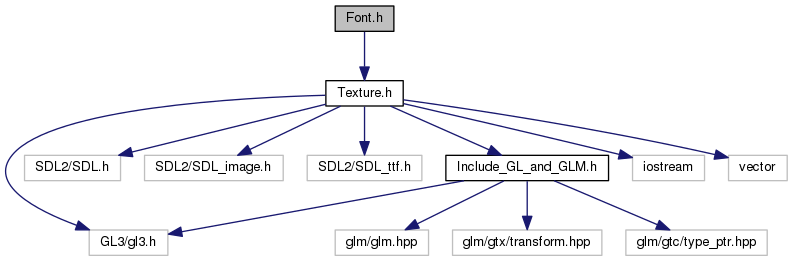 Font.h
Texture.h
SDL2/SDL.h
SDL2/SDL_image.h
SDL2/SDL_ttf.h
Include_GL_and_GLM.h
iostream
vector
GL3/gl3.h
glm/glm.hpp
glm/gtx/transform.hpp
glm/gtc/type_ptr.hpp